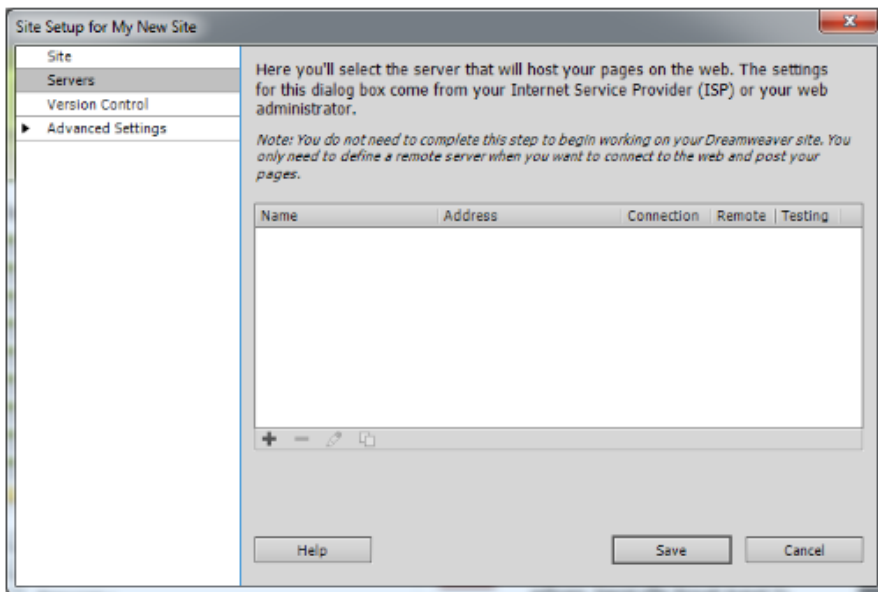 Site Setup for My New Site
Site
Servers
Version Control
Advanced Settings
Here you'll select the server that will host your pages on the web. The settings
for this dialog box come from your Internet Service Provider (ISP) or your web
administrator.
Note: You do not need to complete this step to begin working on your Dreamweaver site. You
only need to define a remote server when you want to connect to the web and post your
pages.
Name Address Connection Remote Testing
Help Save Cancel